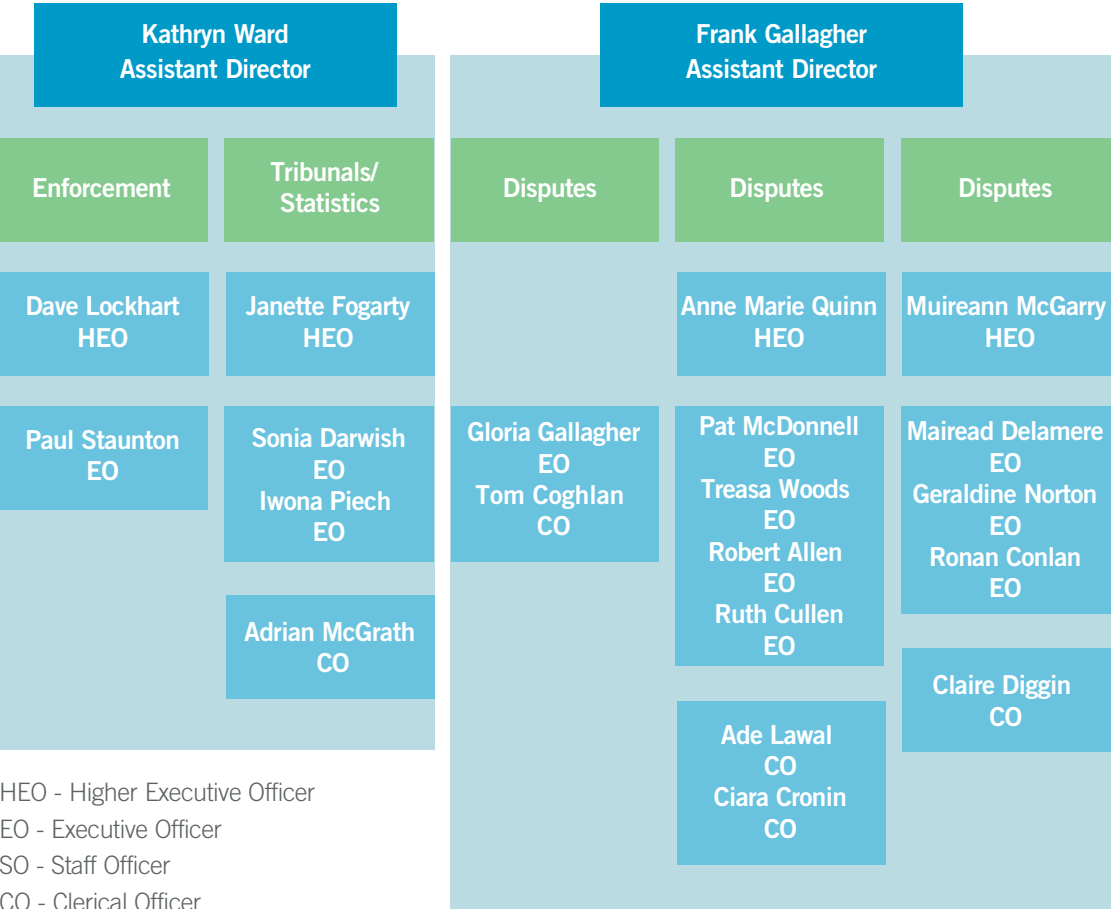 Kathryn Ward
Assistant Director
Frank Gallagher
Assistant Director
Enforcement
Tribunals/
Statistics
Disputes
Disputes
Disputes
Dave Lockhart
HEO
Janette Fogarty
HEO
Anne Marie Quinn
HEO
Muireann McGarry
HEO
Paul Staunton
EO
Sonia Darwish
EO
Iwona Piech
EO
Gloria Gallagher
EO
Tom Coghlan
CO
Pat McDonnell
EO
Treasa Woods
EO
Robert Allen
EO
Ruth Cullen
EO
Mairead Delamere
EO
Geraldine Norton
EO
Ronan Conlan
EO
Adrian McGrath
CO
Claire Diggin
CO
Ade Lawal
CO
Ciara Cronin
CO
HEO - Higher Executive Officer
EO - Executive Officer
SO - Staff Officer
CO - Clerical Officer